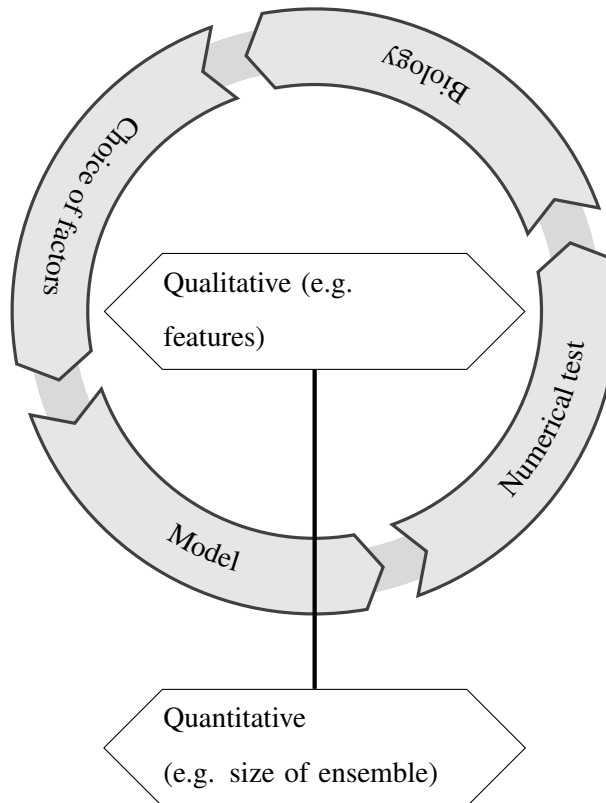 Biology
Choice of factors
Qualitative (e.g.
features)
Numerical test
Model
Quantitative
(e.g. size of ensemble)